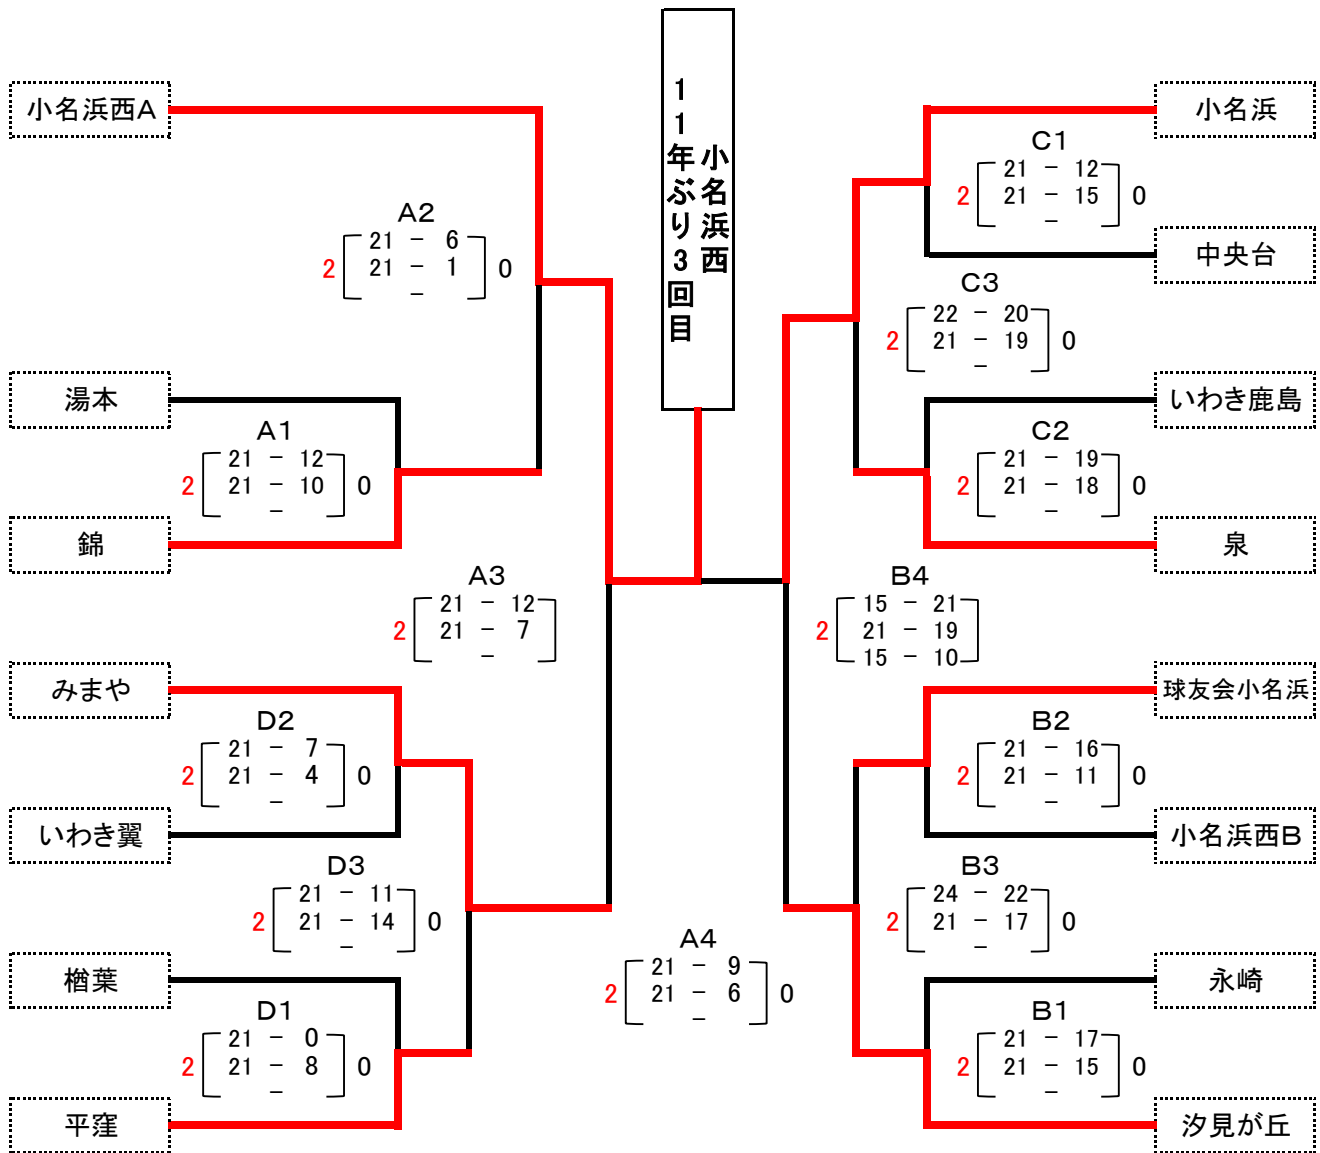 小名浜西
11年ぶり3回目
小名浜西A
A2
21 － 6
2 21 － 1 0
－
湯本
A1
21 － 12
2 21 － 10 0
－
錦
A3
21 － 12
2 21 － 7
－
みまや
D2
21 － 7
2 21 － 4 0
－
いわき翼
D3
21 － 11
2 21 － 14 0
－
楢葉
D1
21 － 0
2 21 － 8 0
－
平窪
A4
21 － 9
2 21 － 6 0
－
小名浜
C1
21 － 12
2 21 － 15 0
－
中央台
C3
22 － 20
2 21 － 19 0
－
いわき鹿島
C2
21 － 19
2 21 － 18 0
－
泉
B4
15 － 21
2 21 － 19
15 － 10
球友会小名浜
B2
21 － 16
2 21 － 11 0
－
小名浜西B
B3
24 － 22
2 21 － 17 0
－
永崎
B1
21 － 17
2 21 － 15 0
－
汐見が丘